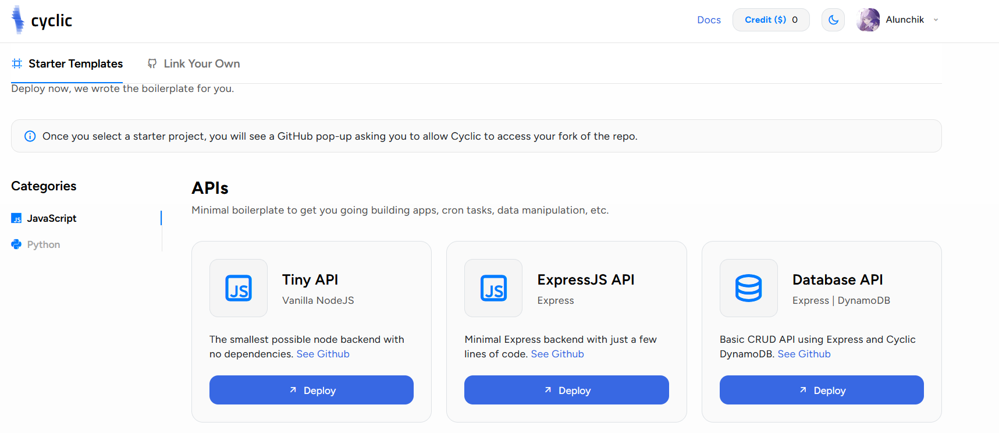 cyclic
Docs
Credit ($) 0
Alunchik
Starter Templates
Link Your Own
Deploy now, we wrote the boilerplate for you.
Once you select a starter project, you will see a GitHub pop-up asking you to allow Cyclic to access your fork of the repo.
Categories
JavaScript
Python
APIs
Minimal boilerplate to get you going building apps, cron tasks, data manipulation, etc.
JS
Tiny API
Vanilla NodeJS
The smallest possible node backend with
no dependencies. See Github
Deploy
JS
ExpressJS API
Express
Minimal Express backend with just a few
lines of code. See Github
Deploy
Database API
Express | DynamoDB
Basic CRUD API using Express and Cyclic
DynamoDB. See Github
Deploy